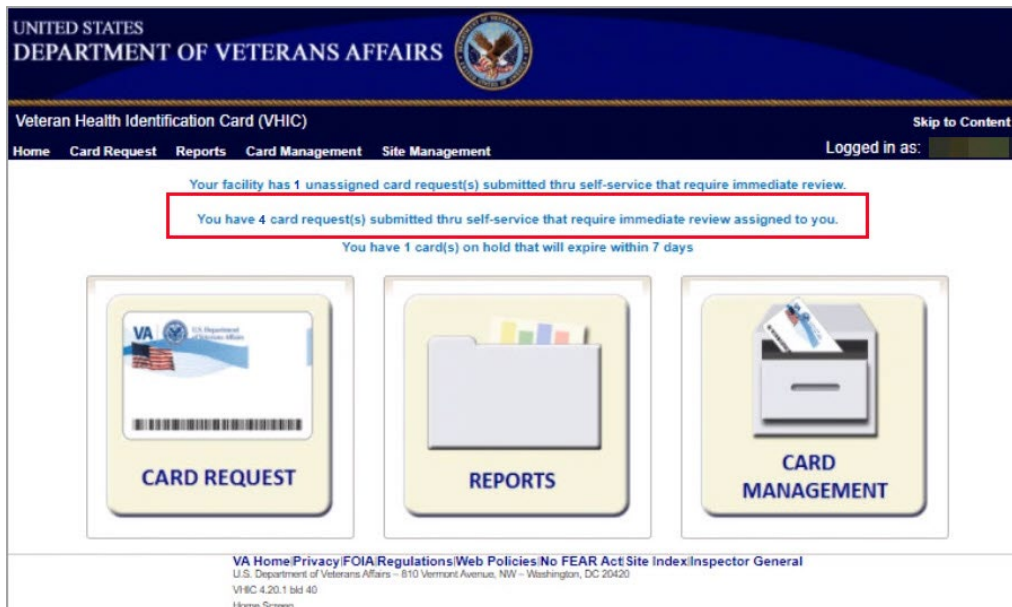 UNITED STATES
DEPARTMENT OF VETERANS AFFAIRS
Veteran Health Identification Card (VHIC)
Skip to Content
Home Card Request Reports Card Management Site Management
Logged in as:
Your facility has 1 unassigned card request(s) submitted thru self-service that require immediate review.
You have 4 card request(s) submitted thru self-service that require immediate review assigned to you.
You have 1 card(s) on hold that will expire within 7 days
VA U.S. Department
of Veterans Affairs
CARD REQUEST
REPORTS
CARD
MANAGEMENT
VA Home|Privacy|FOIA|Regulations|Web Policies|No FEAR Act|Site Index|Inspector General
U.S. Department of Veterans Affairs – 810 Vermont Avenue, NW – Washington, DC 20420
VHIC 4.20.1 bld 40
Home Screen